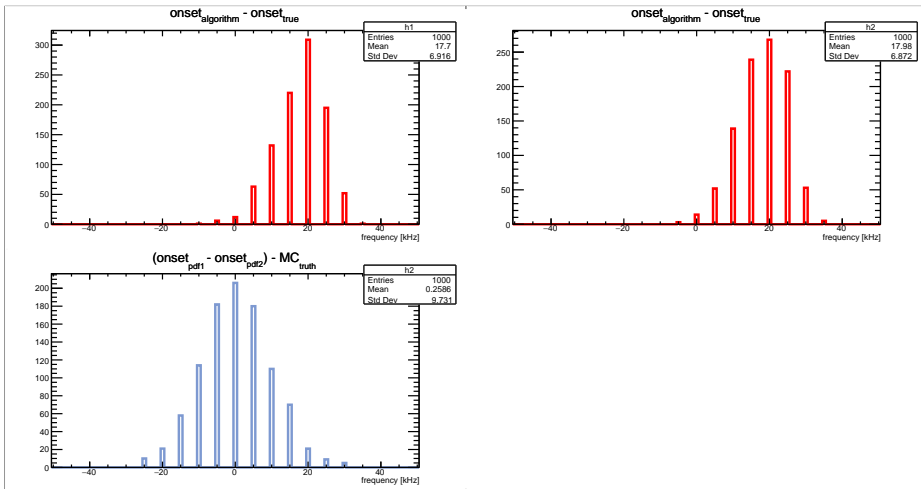 onset_algorithm - onset_true
h1
Entries 1000
Mean 17.7
Std Dev 6.916
300
250
200
150
100
50
0
−40 −20 0 20 40
frequency [kHz]
onset_algorithm - onset_true
h2
Entries 1000
Mean 17.98
Std Dev 6.872
250
200
150
100
50
0
−40 −20 0 20 40
frequency [kHz]
(onset_pdf1 - onset_pdf2) - MC_truth
h2
Entries 1000
Mean 0.2586
Std Dev 9.731
200
180
160
140
120
100
80
60
40
20
0
−40 −20 0 20 40
frequency [kHz]